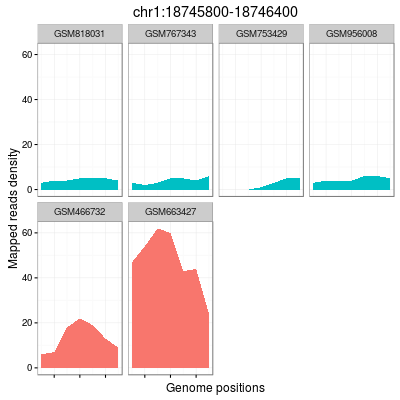 chr1:18745800-18746400
GSM818031 GSM767343 GSM753429 GSM956008
60
40
20
0
Mapped reads density
GSM466732 GSM663427
60
40
20
0
Genome positions